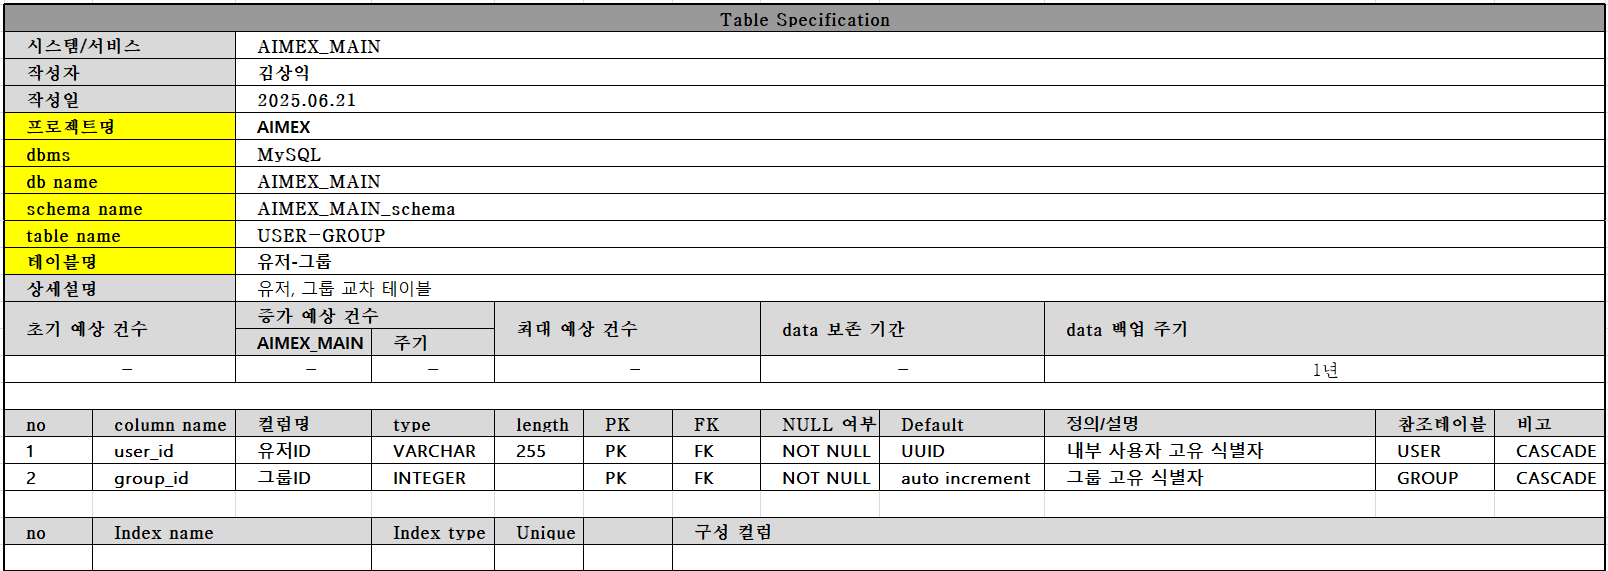 Table Specification
시스템/서비스 AIMEX_MAIN
작성자 김상익
작성일 2025.06.21
프로젝트명 AIMEX
dbms MySQL
db name AIMEX_MAIN
schema name AIMEX_MAIN_schema
table name USER-GROUP
테이블명 유저-그룹
상세설명 유저, 그룹 교차 테이블
초기 예상 건수 증가 예상 건수 최대 예상 건수 data 보존 기간 data 백업 주기
AIMEX_MAIN 주기
- - - - - 1년
no column name 컬럼명 type length PK FK NULL 여부 Default 정의/설명 참조테이블 비고
1 user_id 유저ID VARCHAR 255 PK FK NOT NULL UUID 내부 사용자 고유 식별자 USER CASCADE
2 group_id 그룹ID INTEGER PK FK NOT NULL auto increment 그룹 고유 식별자 GROUP CASCADE
no Index name Index type Unique 구성 컬럼